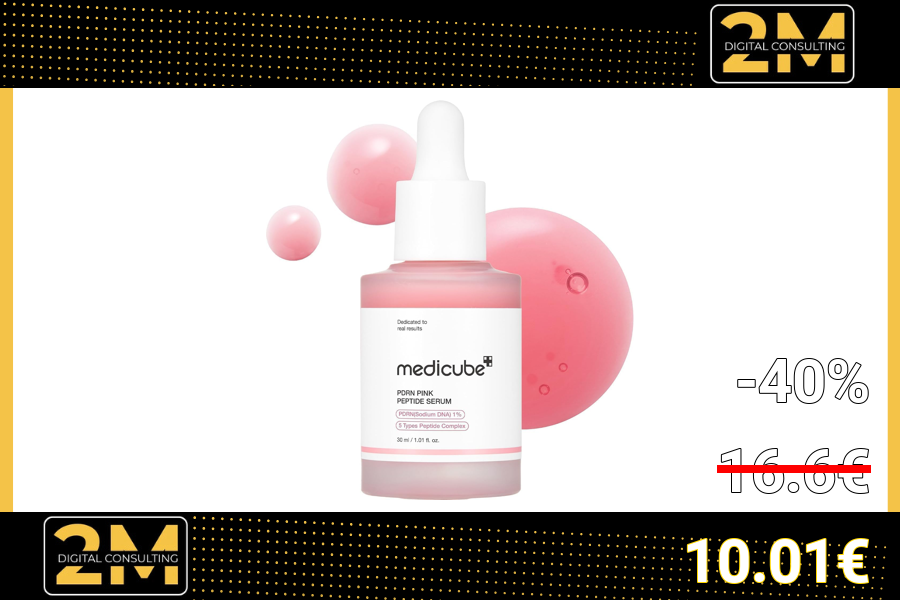 2M
DIGITAL CONSULTING
Dedicated to
real results
medicube
PDRN PINK
PEPTIDE SERUM
PDRN(Sodium DNA) 1%
5 Types Peptide Complex
30 ml / 1.01 fl. oz.
-40%
16.6€
2M
DIGITAL CONSULTING
10.01€